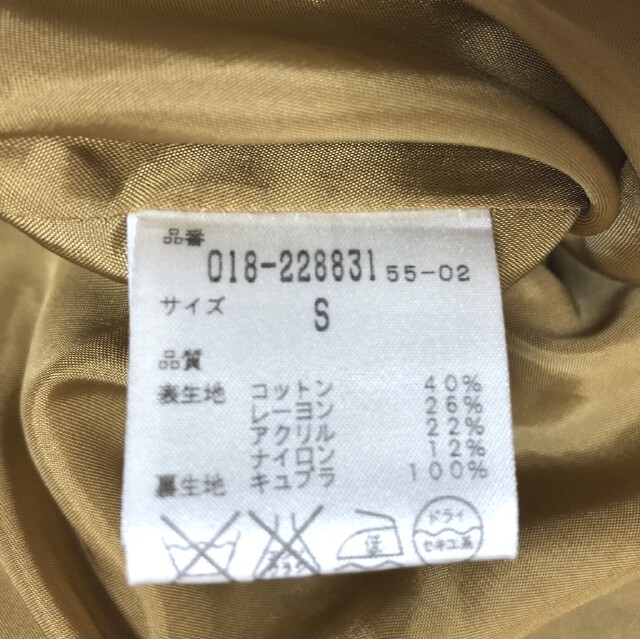 品番
018-228831 55-02
サイズ S
品質
表生地 コットン 40%
レーヨン 26%
アクリル 22%
ナイロン 12%
裏生地 キュプラ 100%
低 ドライ
セキユ系